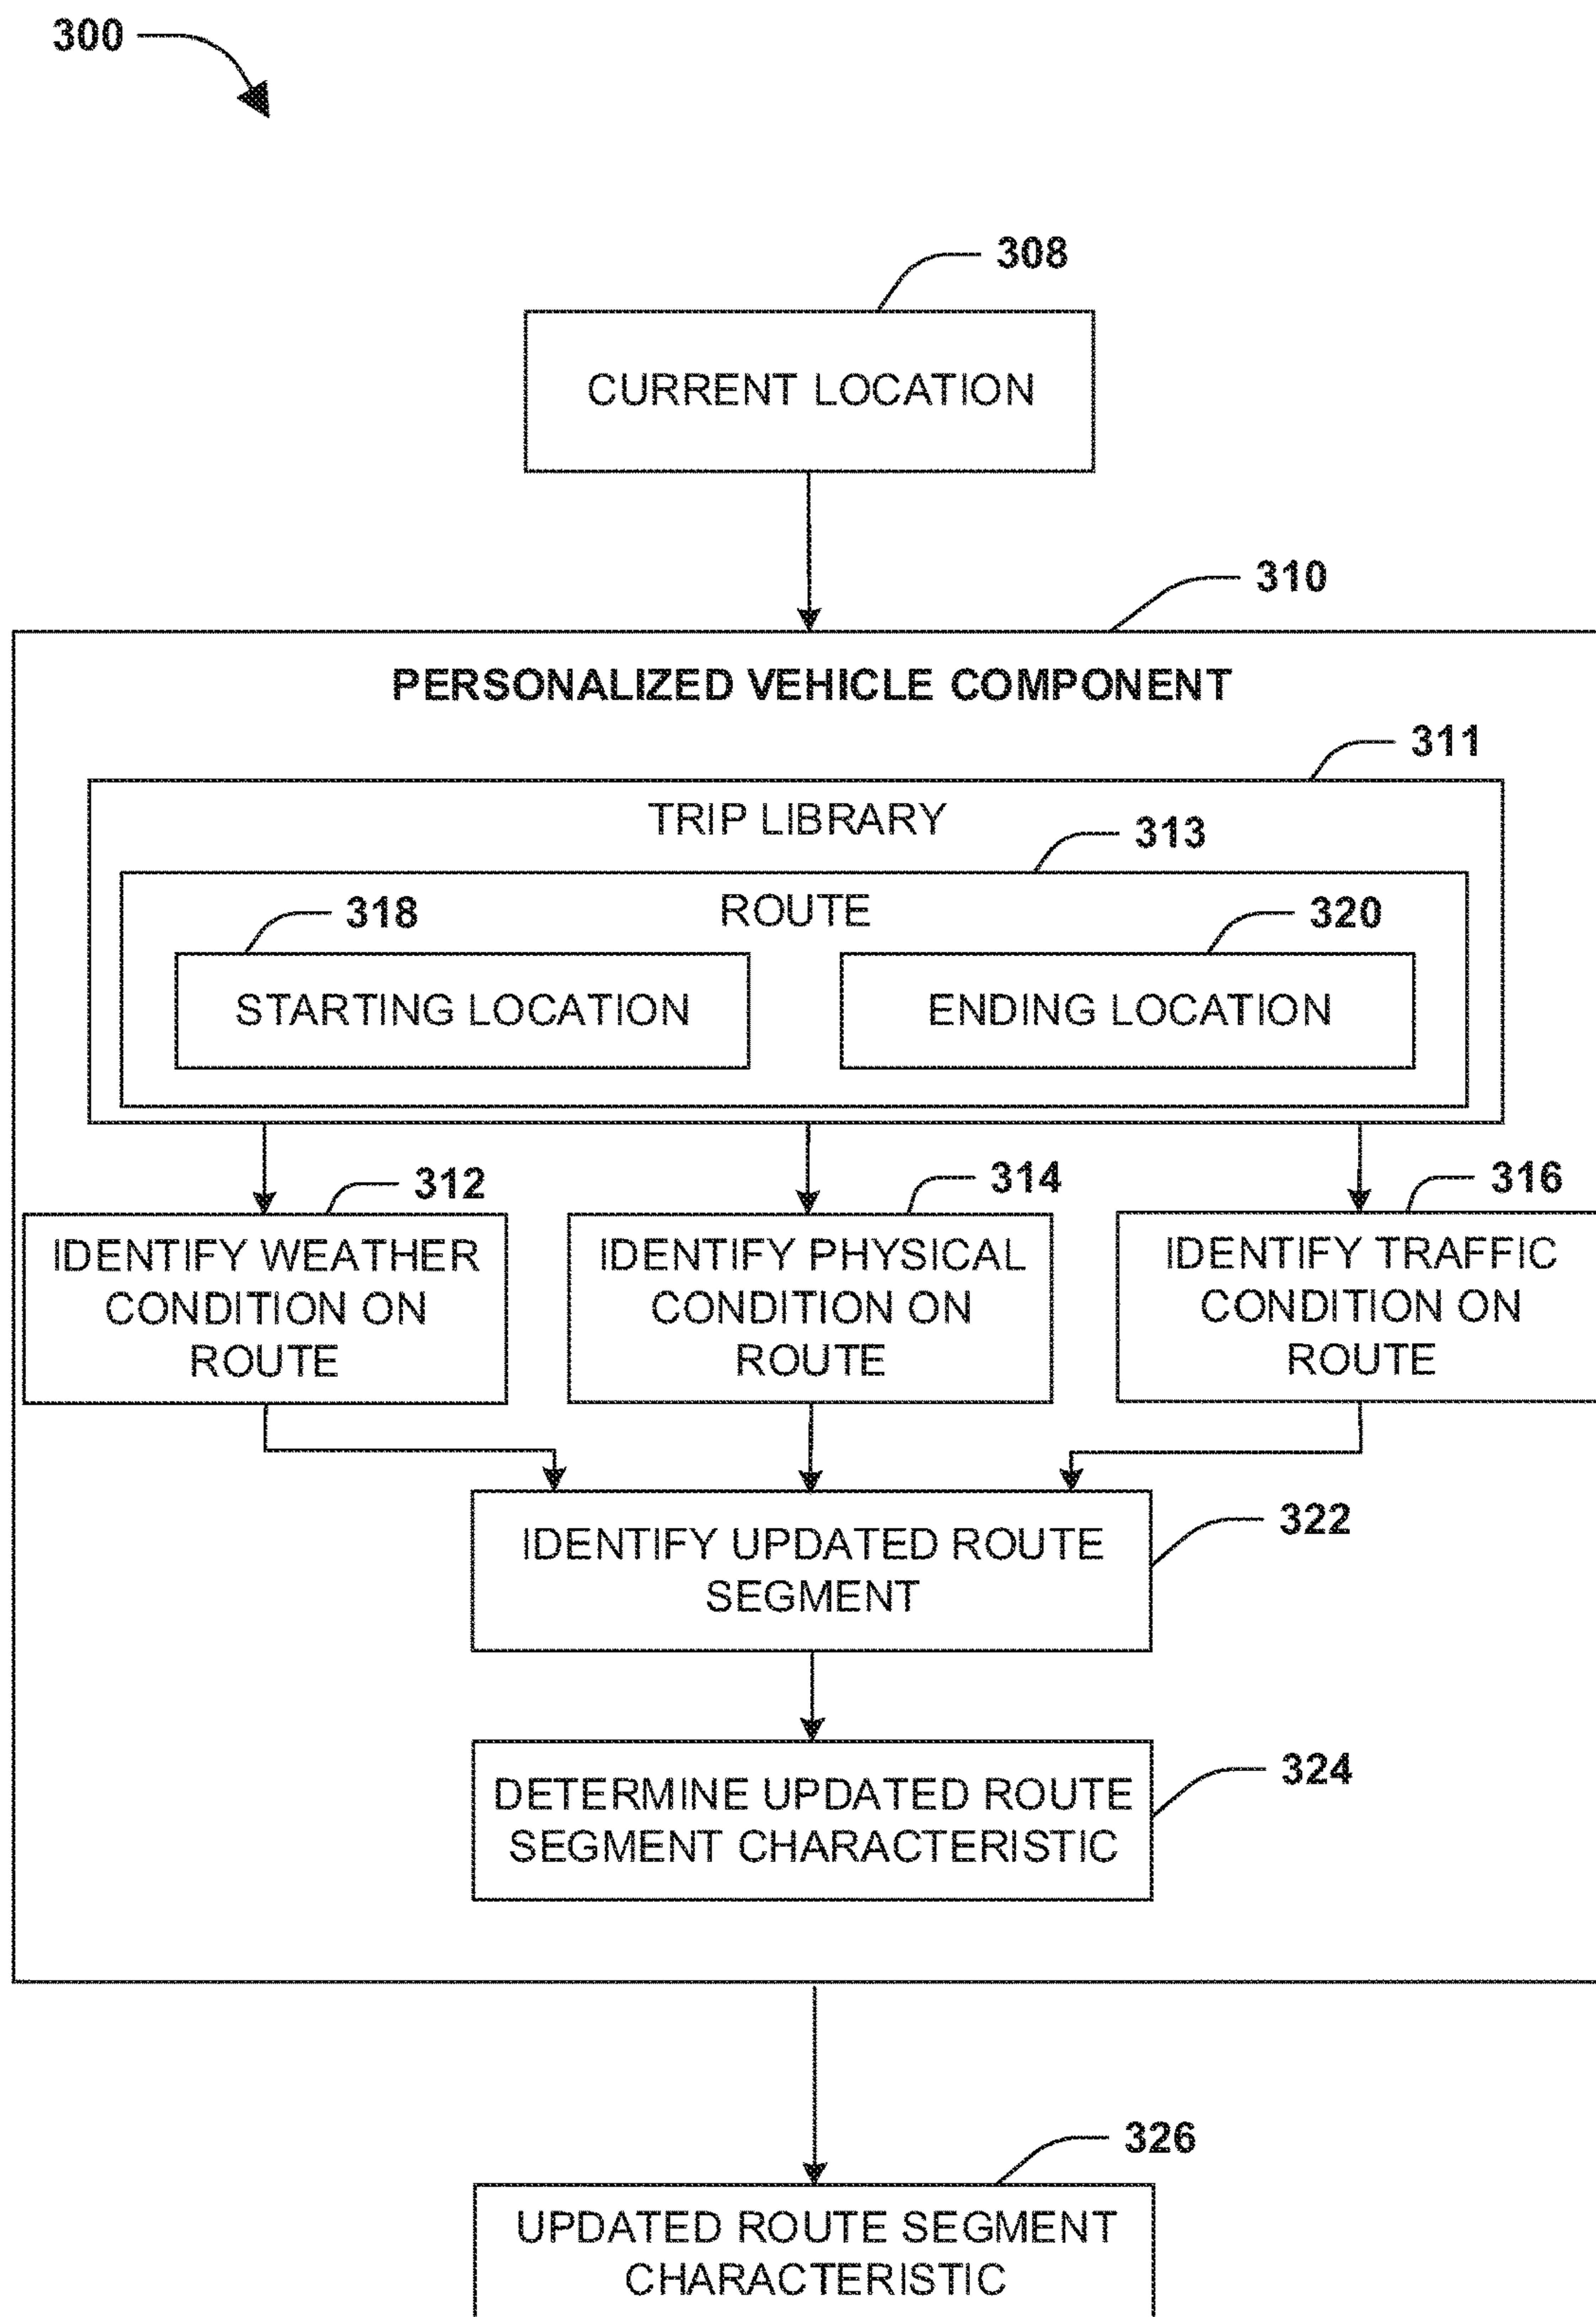 300
308
CURRENT LOCATION
310
PERSONALIZED VEHICLE COMPONENT
311
TRIP LIBRARY
313
ROUTE
318
320
STARTING LOCATION
ENDING LOCATION
312
314
316
IDENTIFY WEATHER
CONDITION ON
ROUTE
IDENTIFY PHYSICAL
CONDITION ON
ROUTE
IDENTIFY TRAFFIC
CONDITION ON
ROUTE
322
IDENTIFY UPDATED ROUTE
SEGMENT
324
DETERMINE UPDATED ROUTE
SEGMENT CHARACTERISTIC
326
UPDATED ROUTE SEGMENT
CHARACTERISTIC